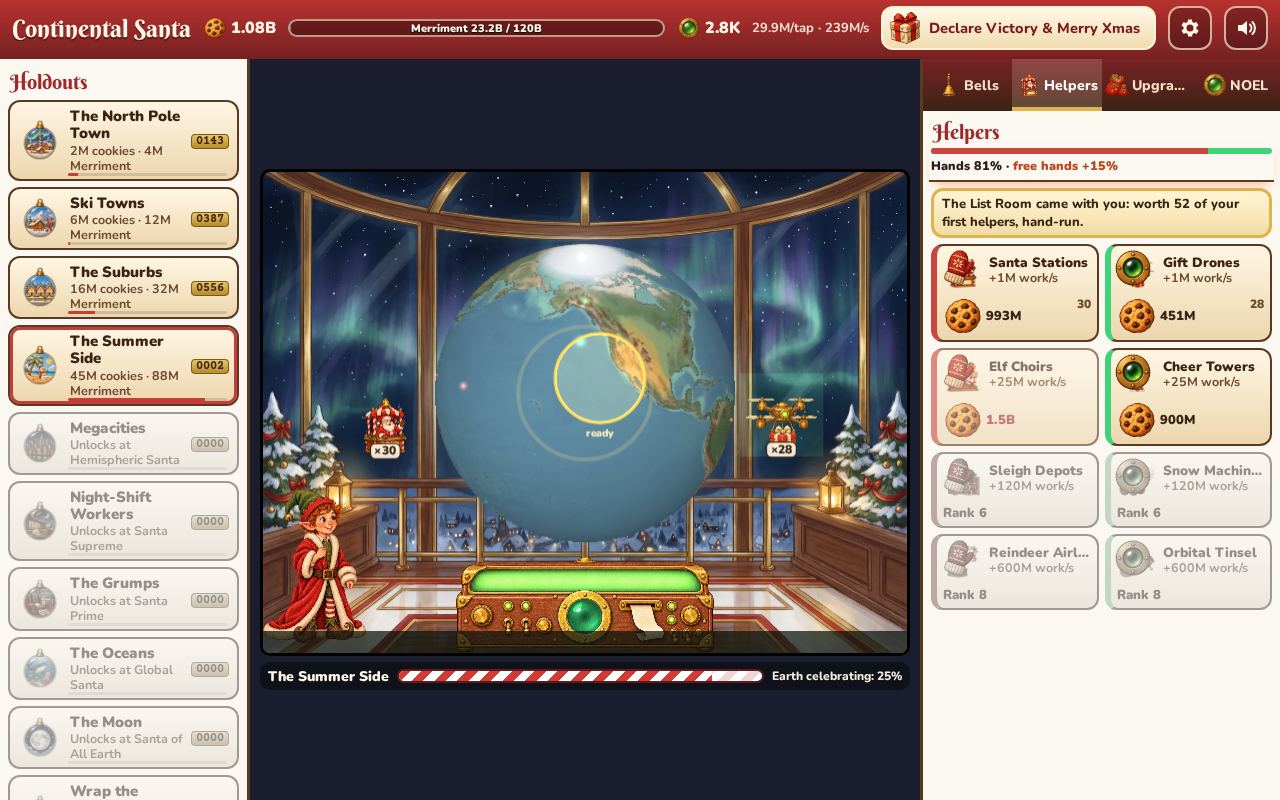 Continental Santa
1.08B
Merriment 23.2B / 120B
2.8K
29.9M/tap · 239M/s
Declare Victory & Merry Xmas
Holdouts
The North Pole Town
2M cookies · 4M Merriment
0143
Ski Towns
6M cookies · 12M Merriment
0387
The Suburbs
16M cookies · 32M Merriment
0556
The Summer Side
45M cookies · 88M Merriment
0002
Megacities
Unlocks at Hemispheric Santa
0000
Night-Shift Workers
Unlocks at Santa Supreme
0000
The Grumps
Unlocks at Santa Prime
0000
The Oceans
Unlocks at Global Santa
0000
The Moon
Unlocks at Santa of All Earth
0000
Wrap the
ready
×30
×28
The Summer Side
Earth celebrating: 25%
Bells
Helpers
Upgra...
NOEL
Helpers
Hands 81% · free hands +15%
The List Room came with you: worth 52 of your first helpers, hand-run.
Santa Stations
+1M work/s
993M
30
Gift Drones
+1M work/s
451M
28
Elf Choirs
+25M work/s
1.5B
Cheer Towers
+25M work/s
900M
Sleigh Depots
+120M work/s
Rank 6
Snow Machin...
+120M work/s
Rank 6
Reindeer Airl...
+600M work/s
Rank 8
Orbital Tinsel
+600M work/s
Rank 8